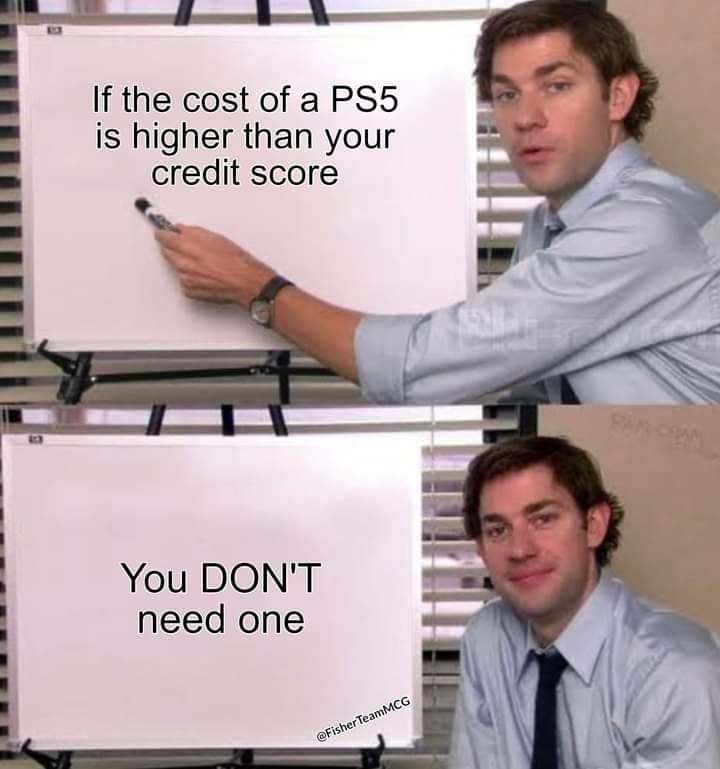 If the cost of a PS5
is higher than your
credit score
You DON'T
need one
@FisherTeamMCG